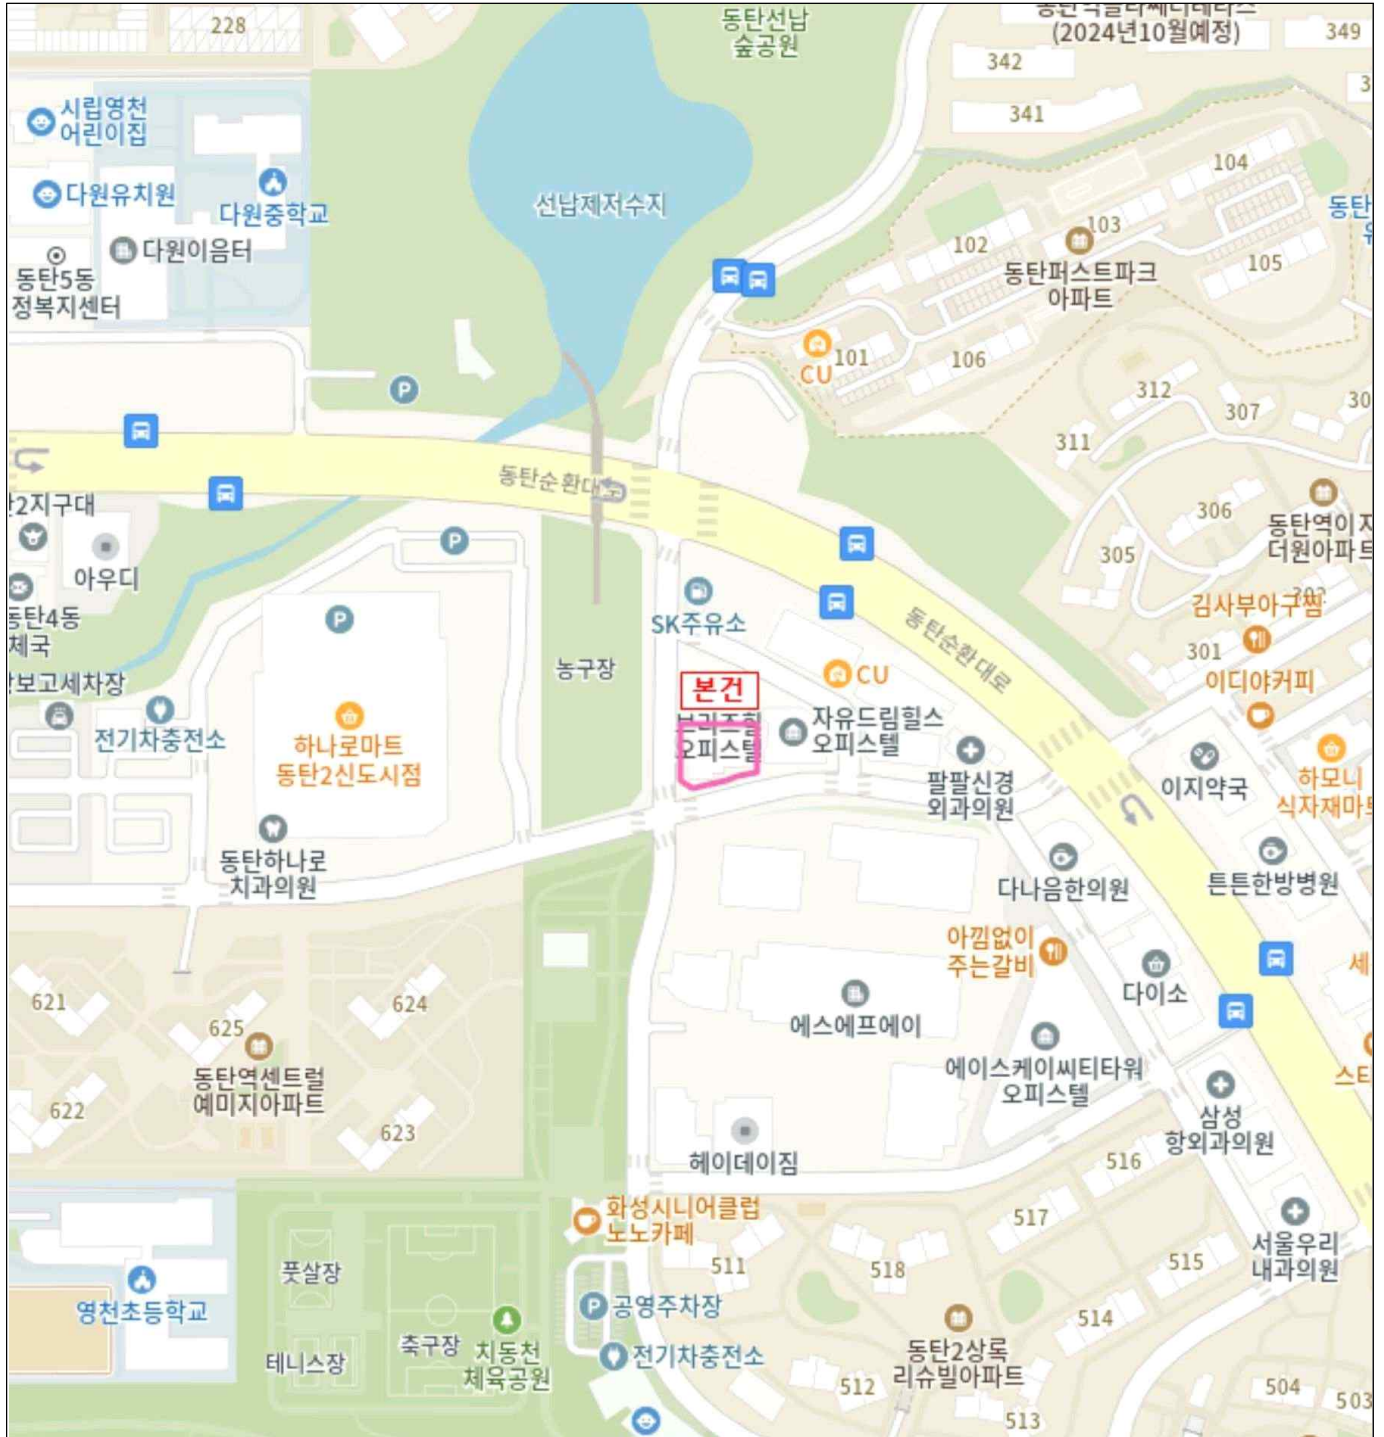 228
동탄선납
숲공원
(2024년10월예정)
349
342
341
시립영천
어린이집
다원유치원
다원중학교
다원이음터
동탄5동
정복지센터
선납제저수지
104
103
102
105
동탄퍼스트파크
아파트
101
106
CU
P
312
307
311
306
305
동탄역이지
더원아파트
동탄순환대로
2지구대
아우디
동탄4동
체국
P
P
SK주유소
농구장
CU
동탄순환대로
김사부아구찜
302
301
이디야커피
보고세차장
전기차충전소
하나로마트
동탄2신도시점
본건
브리즈힐
오피스텔
자유드림힐스
오피스텔
팔팔신경
외과의원
이지약국
하모니
식자재마트
동탄하나로
치과의원
다나음한의원
튼튼한방병원
아낌없이
주는갈비
다이소
에스에프에이
에이스케이씨티타워
오피스텔
621
624
625
동탄역센트럴
예미지아파트
622
623
헤이데이짐
삼성
항외과의원
516
517
515
518
511
514
서울우리
내과의원
화성시니어클럽
노노카페
영천초등학교
풋살장
테니스장
축구장
치동천
체육공원
P
공영주차장
전기차충전소
동탄2상록
리슈빌아파트
512
513
504
503